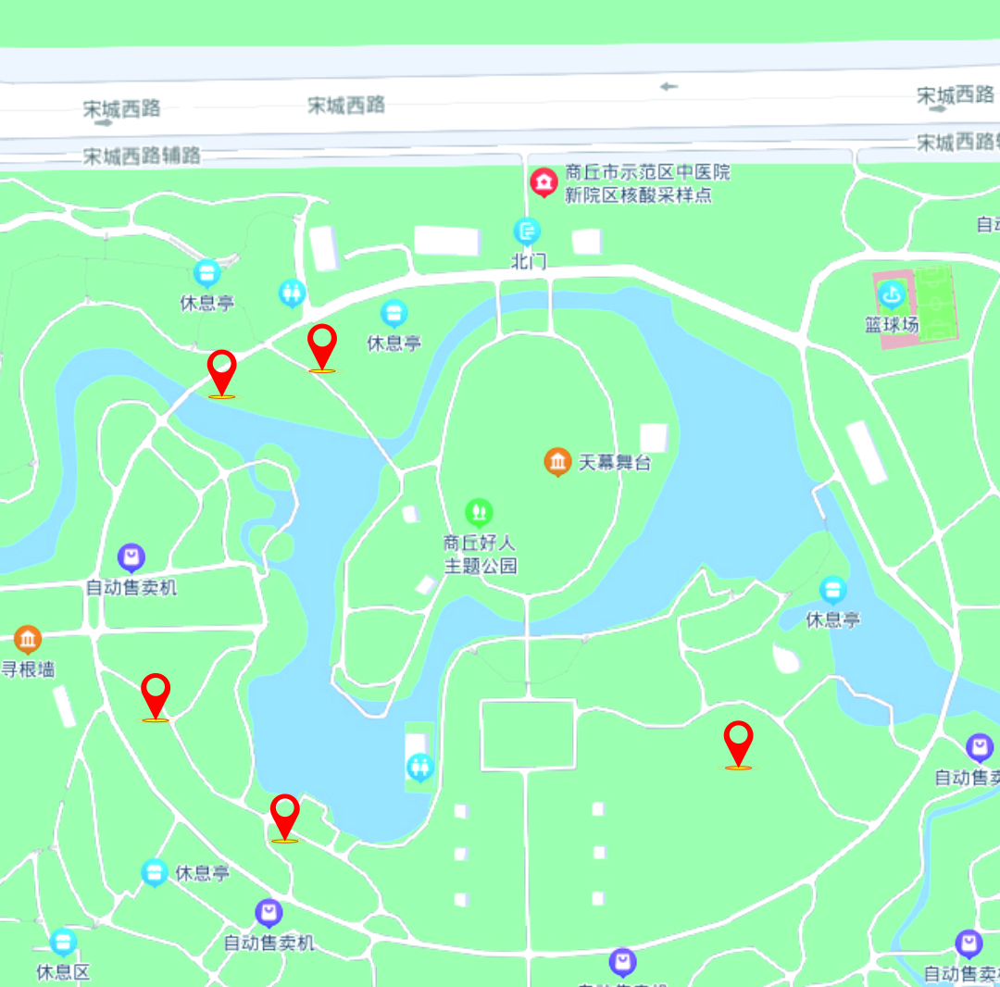 宋城西路
宋城西路
宋城西路
宋城西路辅路
宋城西路
商丘市示范区中医院
新院区核酸采样点
北门
休息亭
休息亭
篮球场
天幕舞台
商丘好人
主题公园
自动售卖机
休息亭
寻根墙
自动售卖
休息亭
自动售卖机
休息区
自动售卖